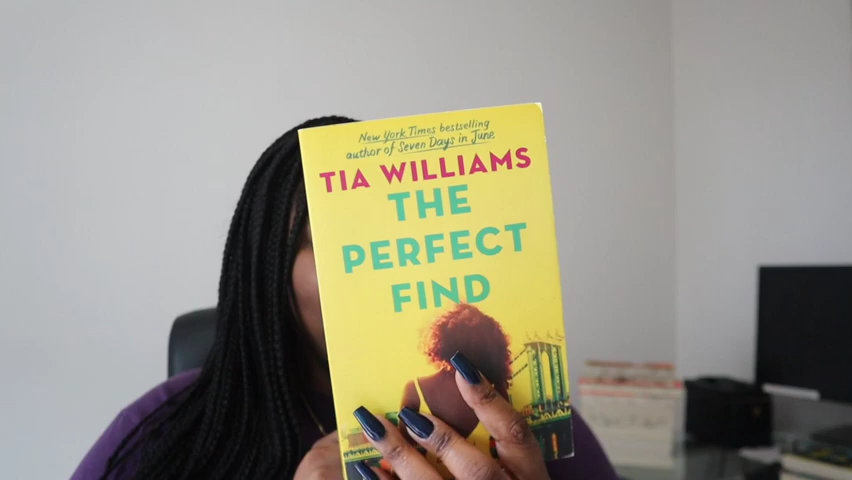 New York Times bestselling
author of Seven Days in June
TIA WILLIAMS
THE
PERFECT
FIND